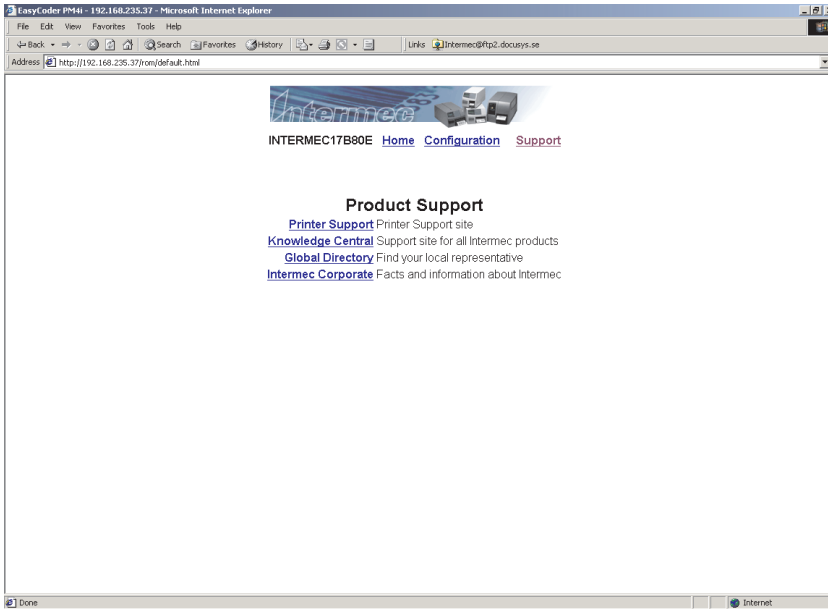 EasyCoder PM4i - 192.168.235.37 - Microsoft Internet Explorer
File Edit View Favorites Tools Help
Back Search Favorites History Links Intermec@ftp2.docusys.se
Address http://192.168.235.37/rom/default.html
Intermec
INTERMEC17B80E Home Configuration Support
Product Support
Printer Support Printer Support site
Knowledge Central Support site for all Intermec products
Global Directory Find your local representative
Intermec Corporate Facts and information about Intermec
Done Internet